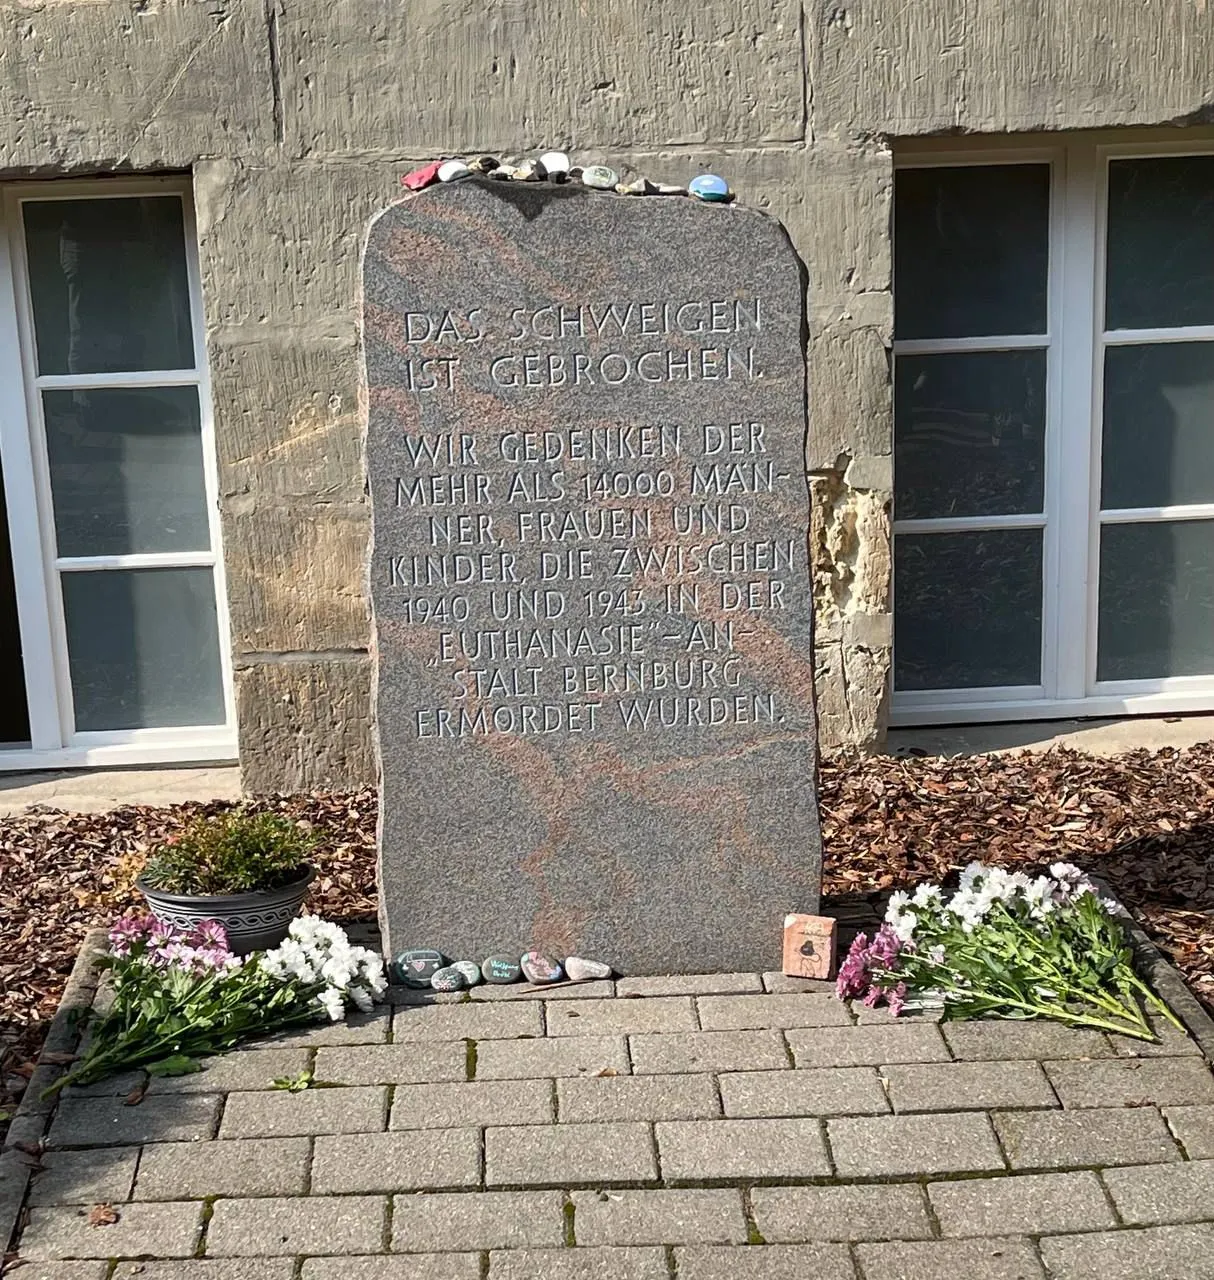 DAS SCHWEIGEN
IST GEBROCHEN.
WIR GEDENKEN DER
MEHR ALS 14000 MÄN-
NER, FRAUEN UND
KINDER, DIE ZWISCHEN
1940 UND 1943 IN DER
„EUTHANASIE“-AN-
STALT BERNBURG
ERMORDET WURDEN.